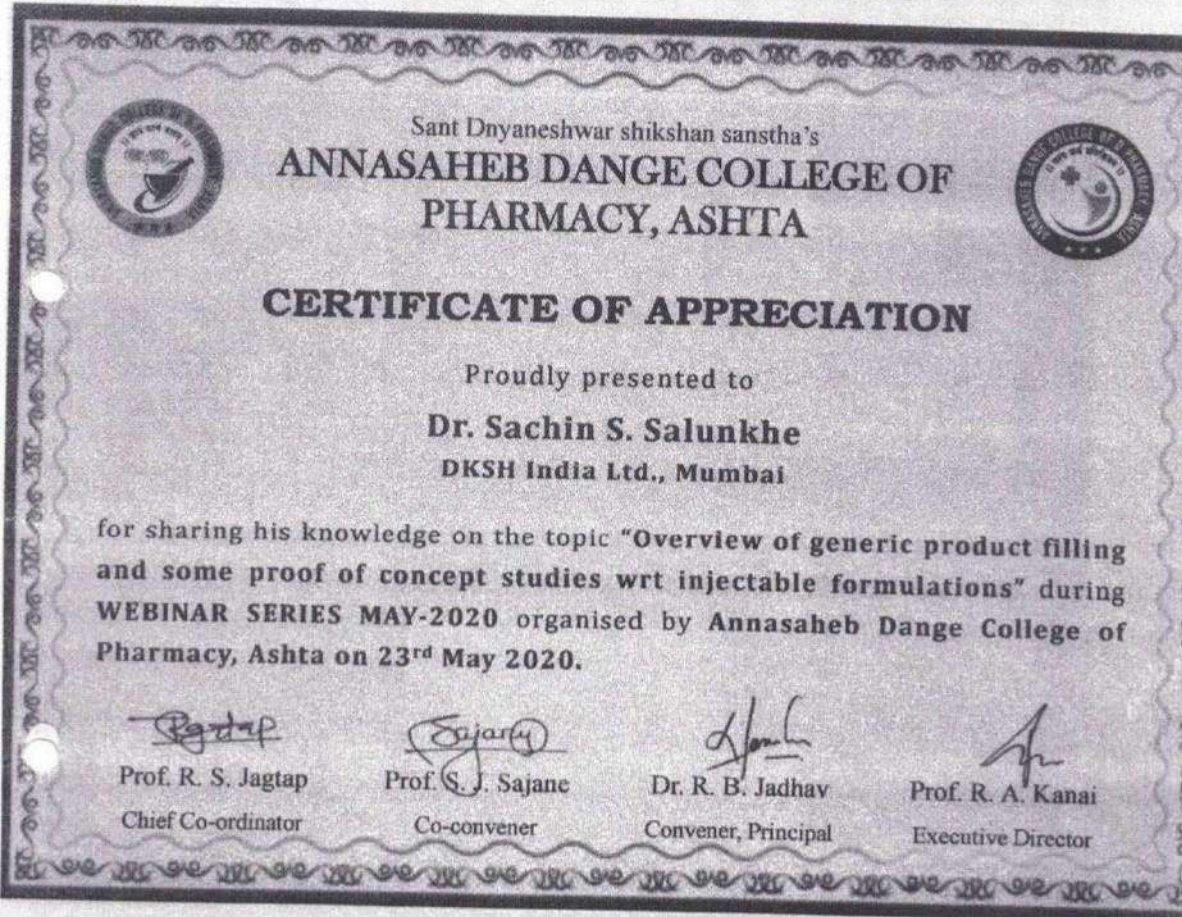 Sant Dnyaneshwar shikshan sanstha's
ANNASAHEB DANGE COLLEGE OF
PHARMACY, ASHTA
CERTIFICATE OF APPRECIATION
Proudly presented to
Dr. Sachin S. Salunkhe
DKSH India Ltd., Mumbai
for sharing his knowledge on the topic "Overview of generic product filling
and some proof of concept studies wrt injectable formulations" during
WEBINAR SERIES MAY-2020 organised by Annasaheb Dange College of
Pharmacy, Ashta on 23rd May 2020.
Prof. R. S. Jagtap
Prof. S. J. Sajane
Dr. R. B. Jadhav
Prof. R. A. Kanai
Chief Co-ordinator
Co-convener
Convener, Principal
Executive Director